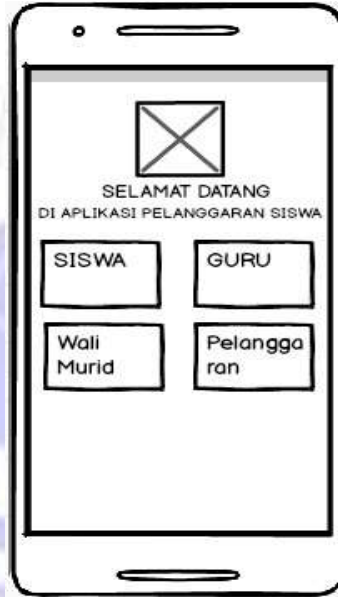 SELAMAT DATANG
DI APLIKASI PELANGGARAN SISWA
SISWA
GURU
Wali
Murid
Pelangga
ran